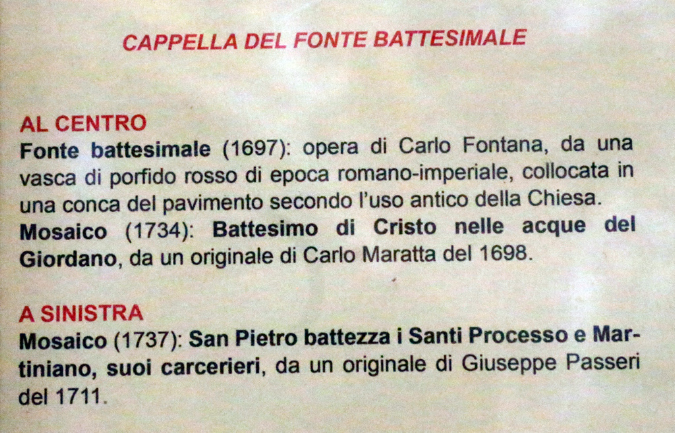 CAPPELLA DEL FONTE BATTESIMALE
AL CENTRO
Fonte battesimale (1697): opera di Carlo Fontana, da una
vasca di porfido rosso di epoca romano-imperiale, collocata in
una conca del pavimento secondo l'uso antico della Chiesa.
Mosaico (1734): Battesimo di Cristo nelle acque del
Giordano, da un originale di Carlo Maratta del 1698.
A SINISTRA
Mosaico (1737): San Pietro battezza i Santi Processo e Mar-
tiniano, suoi carcerieri, da un originale di Giuseppe Passeri
del 1711.